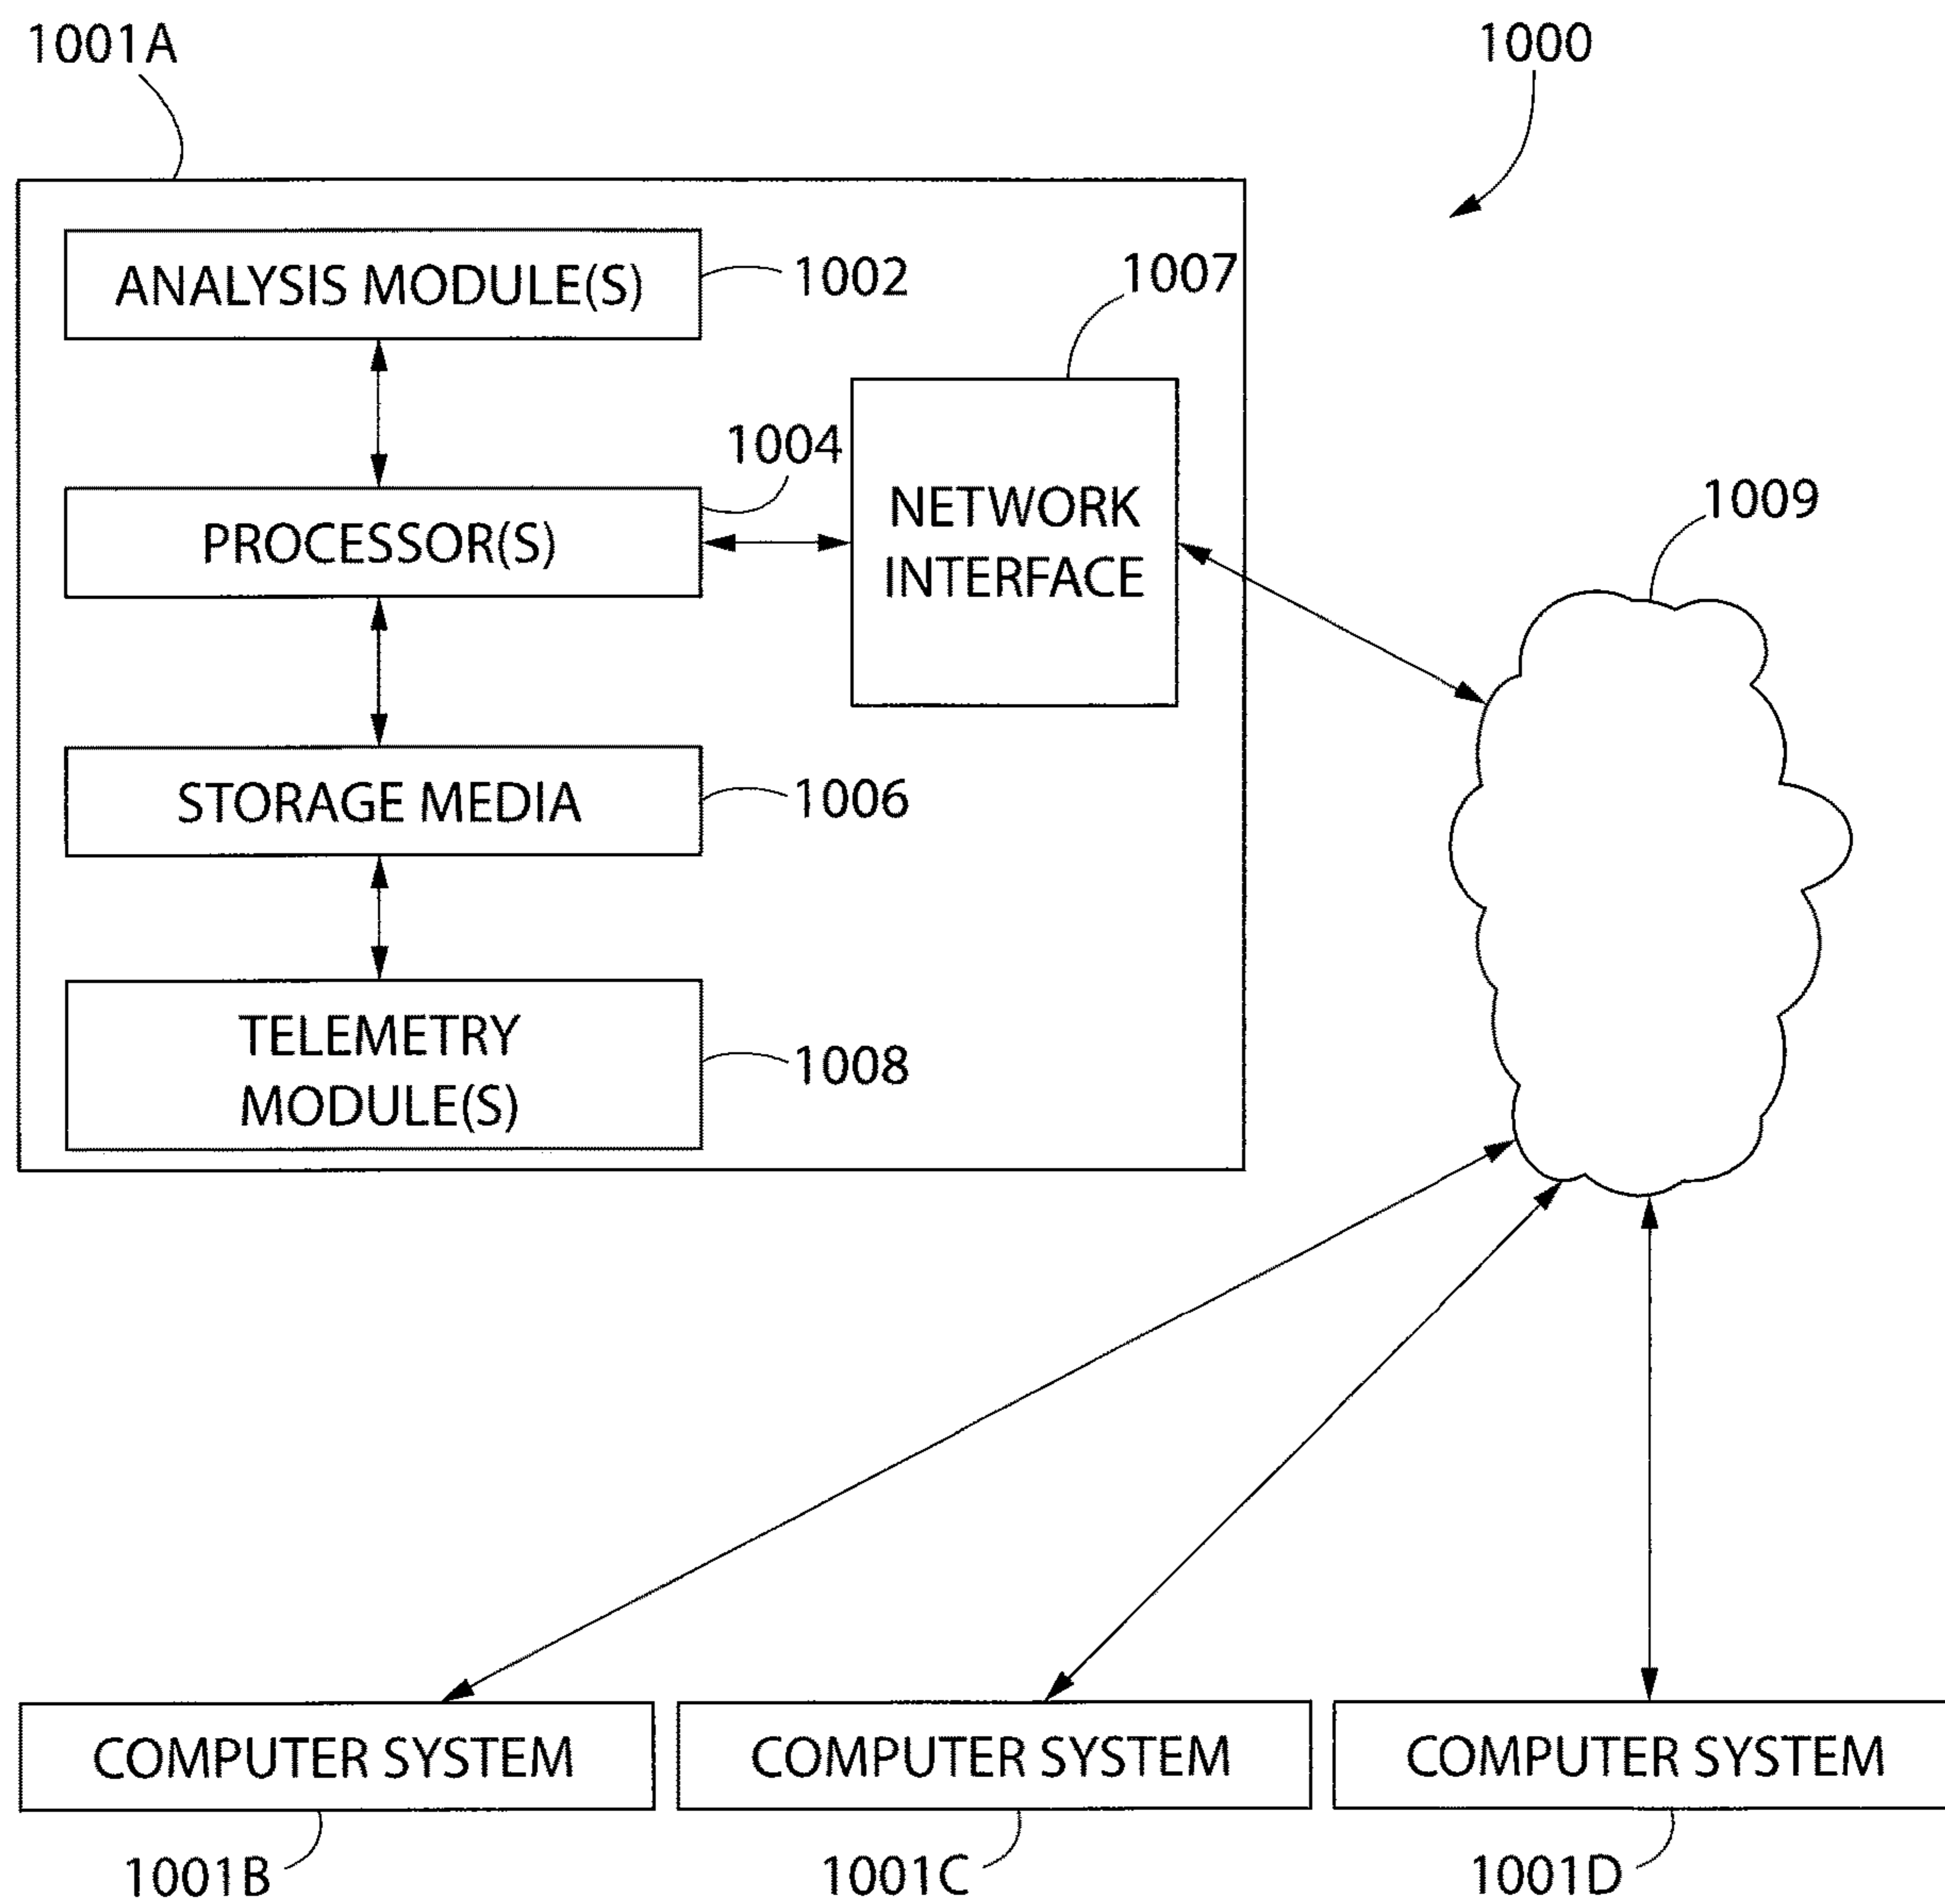 1001A
1000
ANALYSIS MODULE(S)
1002
1007
1004
PROCESSOR(S)
NETWORK
INTERFACE
1009
STORAGE MEDIA
1006
TELEMETRY
MODULE(S)
1008
COMPUTER SYSTEM
COMPUTER SYSTEM
COMPUTER SYSTEM
1001B
1001C
1001D